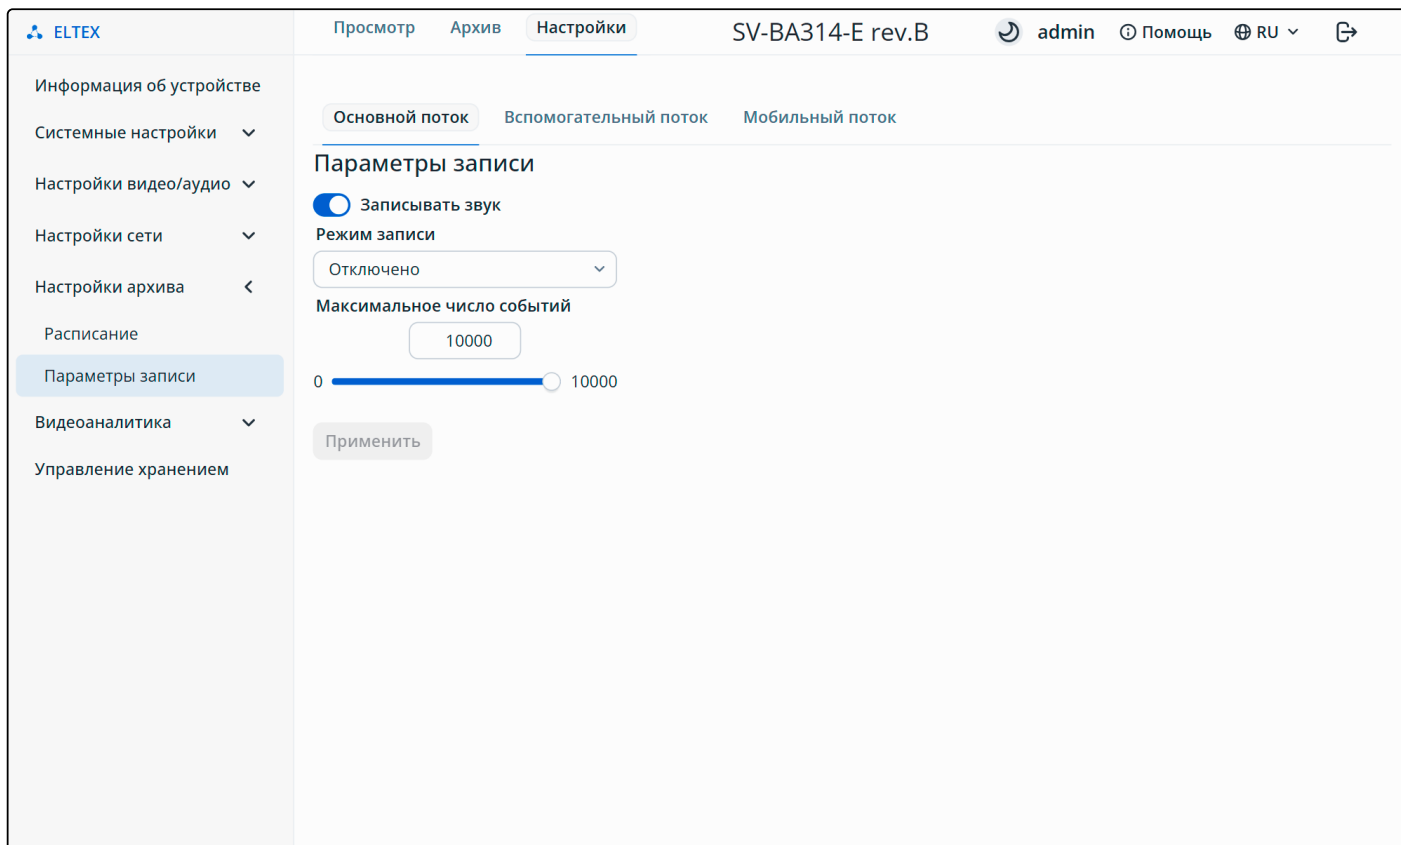 ELTEX
Просмотр Архив Настройки SV-BA314-E rev.B admin Помощь RU
Информация об устройстве
Системные настройки
Настройки видео/аудио
Настройки сети
Настройки архива
Расписание
Параметры записи
Видеоаналитика
Управление хранением
Основной поток Вспомогательный поток Мобильный поток
Параметры записи
Записывать звук
Режим записи
Отключено
Максимальное число событий
10000
0 10000
Применить